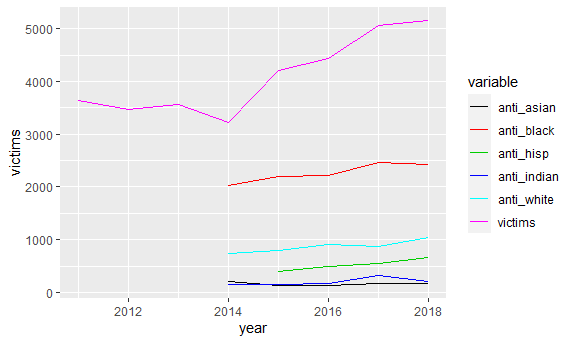 5000
4000
3000
2000
1000
0
victims
2012
2014
2016
2018
year
variable
anti_asian
anti_black
anti_hisp
anti_indian
anti_white
victims